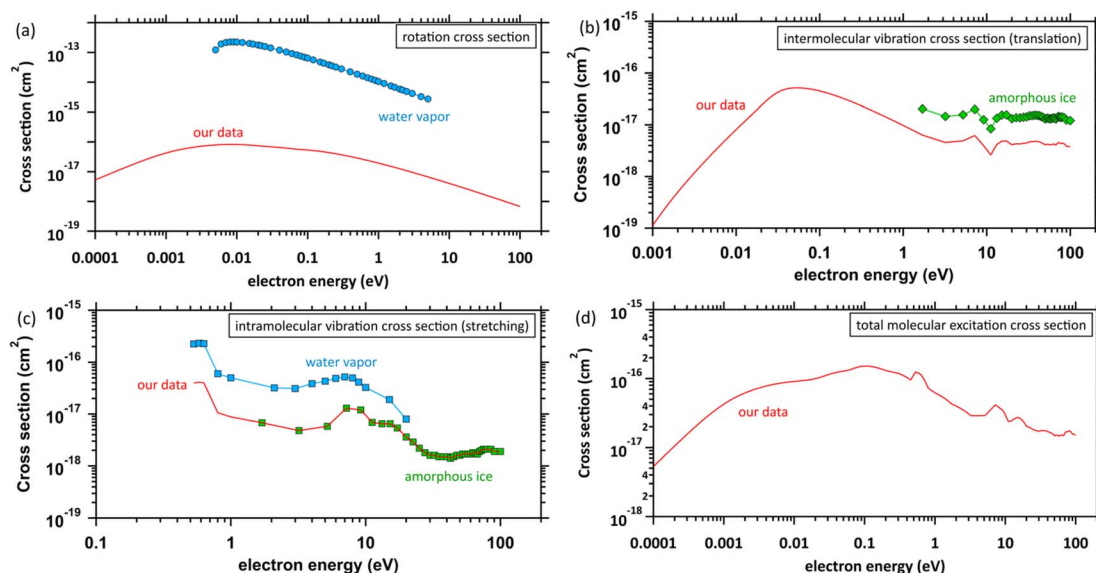 (a)
rotation cross section
Cross section (cm²)
10⁻¹³
10⁻¹⁵
10⁻¹⁷
10⁻¹⁹
water vapor
our data
0.0001 0.001 0.01 0.1 1 10 100
electron energy (eV)
(b)
intermolecular vibration cross section (translation)
Cross section (cm²)
10⁻¹⁵
10⁻¹⁶
10⁻¹⁷
10⁻¹⁸
10⁻¹⁹
our data
amorphous ice
0.001 0.01 0.1 1 10 100
electron energy (eV)
(c)
intramolecular vibration cross section (stretching)
Cross section (cm²)
10⁻¹⁵
10⁻¹⁶
10⁻¹⁷
10⁻¹⁸
10⁻¹⁹
water vapor
our data
amorphous ice
0.1 1 10 100
electron energy (eV)
(d)
total molecular excitation cross section
Cross section (cm²)
10⁻¹⁵
4
2
10⁻¹⁶
4
2
10⁻¹⁷
4
2
10⁻¹⁸
our data
0.0001 0.001 0.01 0.1 1 10 100
electron energy (eV)